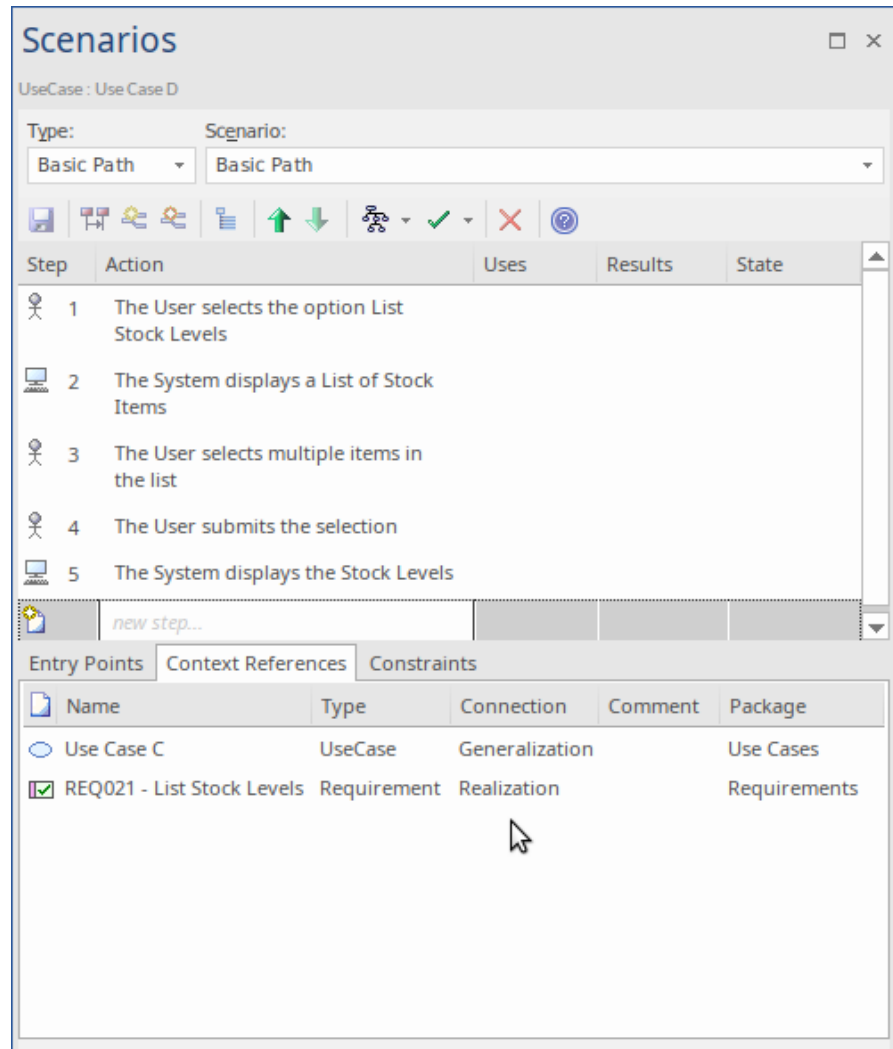 Scenarios
UseCase : Use Case D
Type: Scenario:
Basic Path Basic Path
Step Action Uses Results State
1 The User selects the option List
Stock Levels
2 The System displays a List of Stock
Items
3 The User selects multiple items in
the list
4 The User submits the selection
5 The System displays the Stock Levels
new step...
Entry Points Context References Constraints
Name Type Connection Comment Package
Use Case C UseCase Generalization Use Cases
REQ021 - List Stock Levels Requirement Realization Requirements